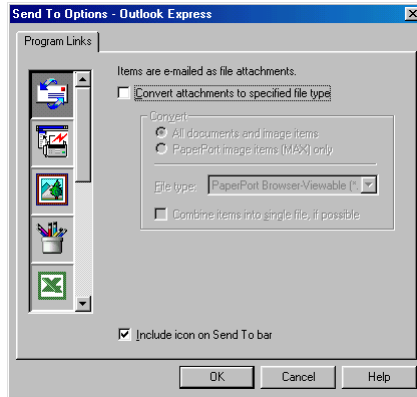 Send To Options - Outlook Express
Program Links
Items are e-mailed as file attachments.
Convert attachments to specified file type
Convert
All documents and image items
PaperPort image items (MAX) only
File type: PaperPort Browser-Viewable (*.
Combine items into single file, if possible
Include icon on Send To bar
OK Cancel Help